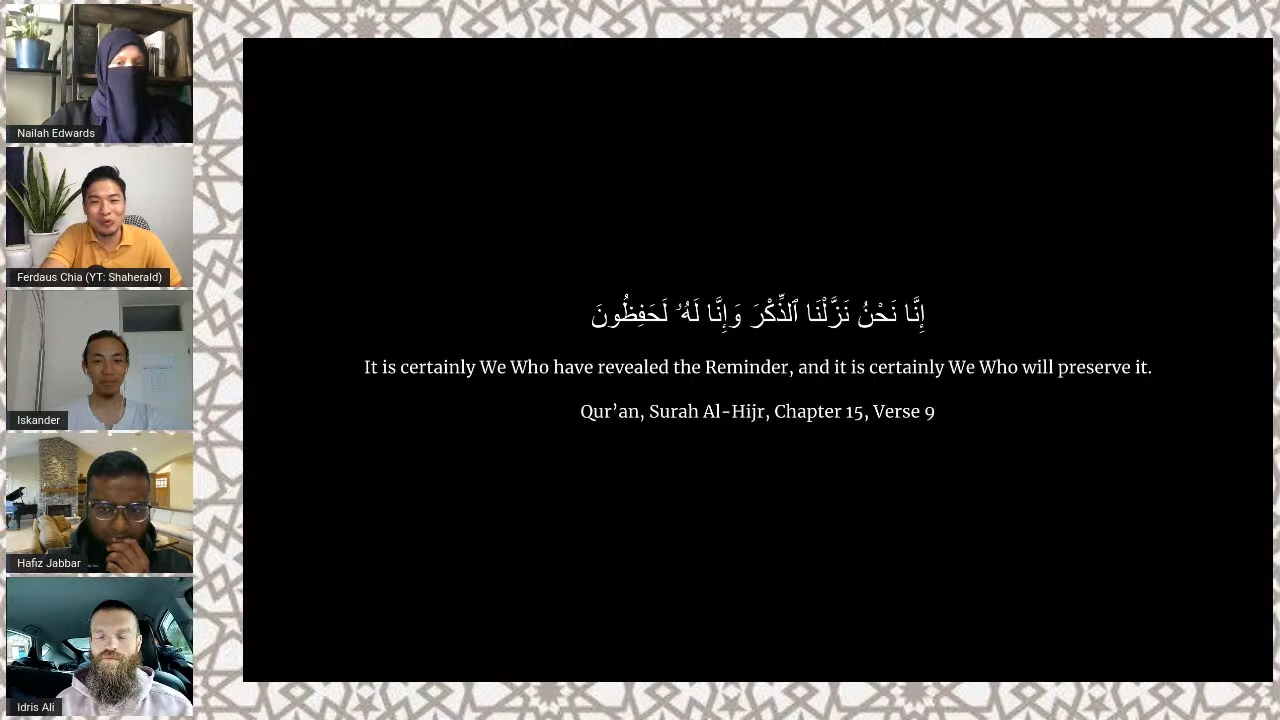 Nailah Edwards
Ferdaus Chia (YT: Shaherald)
Iskander
Hafiz Jabbar
Idris Ali
إِنَّا نَحْنُ نَزَّلْنَا ٱلذِّكْرَ وَإِنَّا لَهُۥ لَحَـٰفِظُونَ
It is certainly We Who have revealed the Reminder, and it is certainly We Who will preserve it.
Qur’an, Surah Al-Hijr, Chapter 15, Verse 9